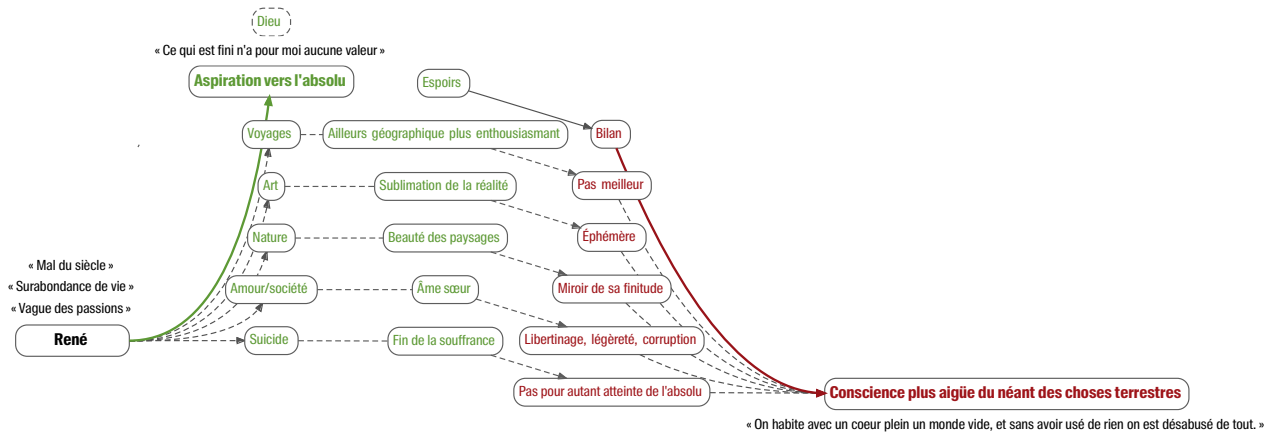 Dieu
« Ce qui est fini n'a pour moi aucune valeur »
Aspiration vers l'absolu
Espoirs
Voyages
Ailleurs géographique plus enthousiasmant
Bilan
Art
Sublimation de la réalité
Pas meilleur
Nature
Beauté des paysages
Éphémère
« Mal du siècle »
« Surabondance de vie »
« Vague des passions »
René
Amour/société
Âme sœur
Miroir de sa finitude
Suicide
Fin de la souffrance
Libertinage, légèreté, corruption
Pas pour autant atteinte de l'absolu
Conscience plus aigüe du néant des choses terrestres
« On habite avec un coeur plein un monde vide, et sans avoir usé de rien on est désabusé de tout. »